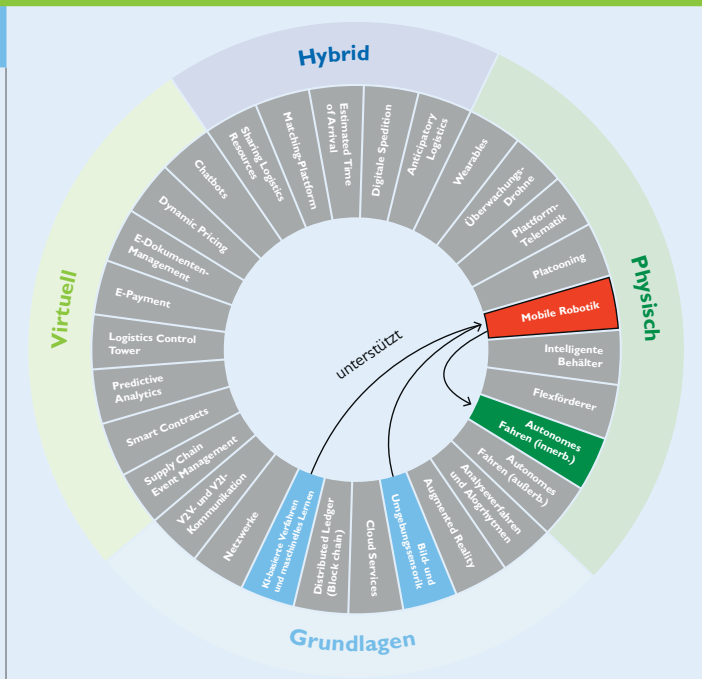 Hybrid
Physisch
Grundlagen
Virtuell
Sharing Logistics
Resources
Matching-Plattform
Estimated Time
of Arrival
Digitale Spedition
Anticipatory
Logistics
Wearables
Überwachungs-
Drohne
Plattform-
Telematik
Platooning
Mobile Robotik
Intelligente
Behälter
Flexförderer
Autonomes
Fahren (innerb.)
Autonomes
Fahren (außerb.)
Analyseverfahren
und Alogrhytmen
Augmented Reality
Bild- und
Umgebungssensorik
Cloud Services
Distributed Ledger
(Block chain)
KI-basierte Verfahren
und maschinelles Lernen
Netzwerke
V2V- und V2I-
Kommunikation
Supply Chain
Event Management
Smart Contracts
Predictive
Analytics
Logistics Control
Tower
E-Payment
E-Dokumenten-
Management
Dynamic Pricing
Chatbots
unterstützt